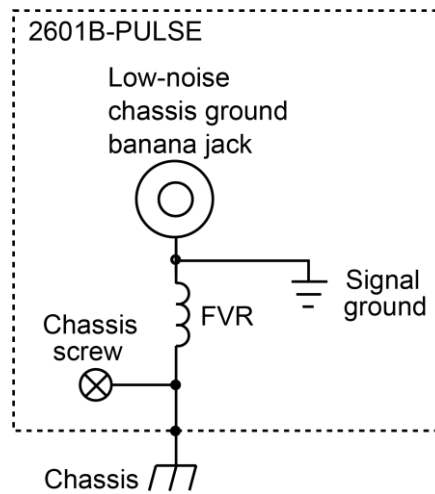 2601B-PULSE
Low-noise
chassis ground
banana jack
Signal
ground
FVR
Chassis
screw
Chassis